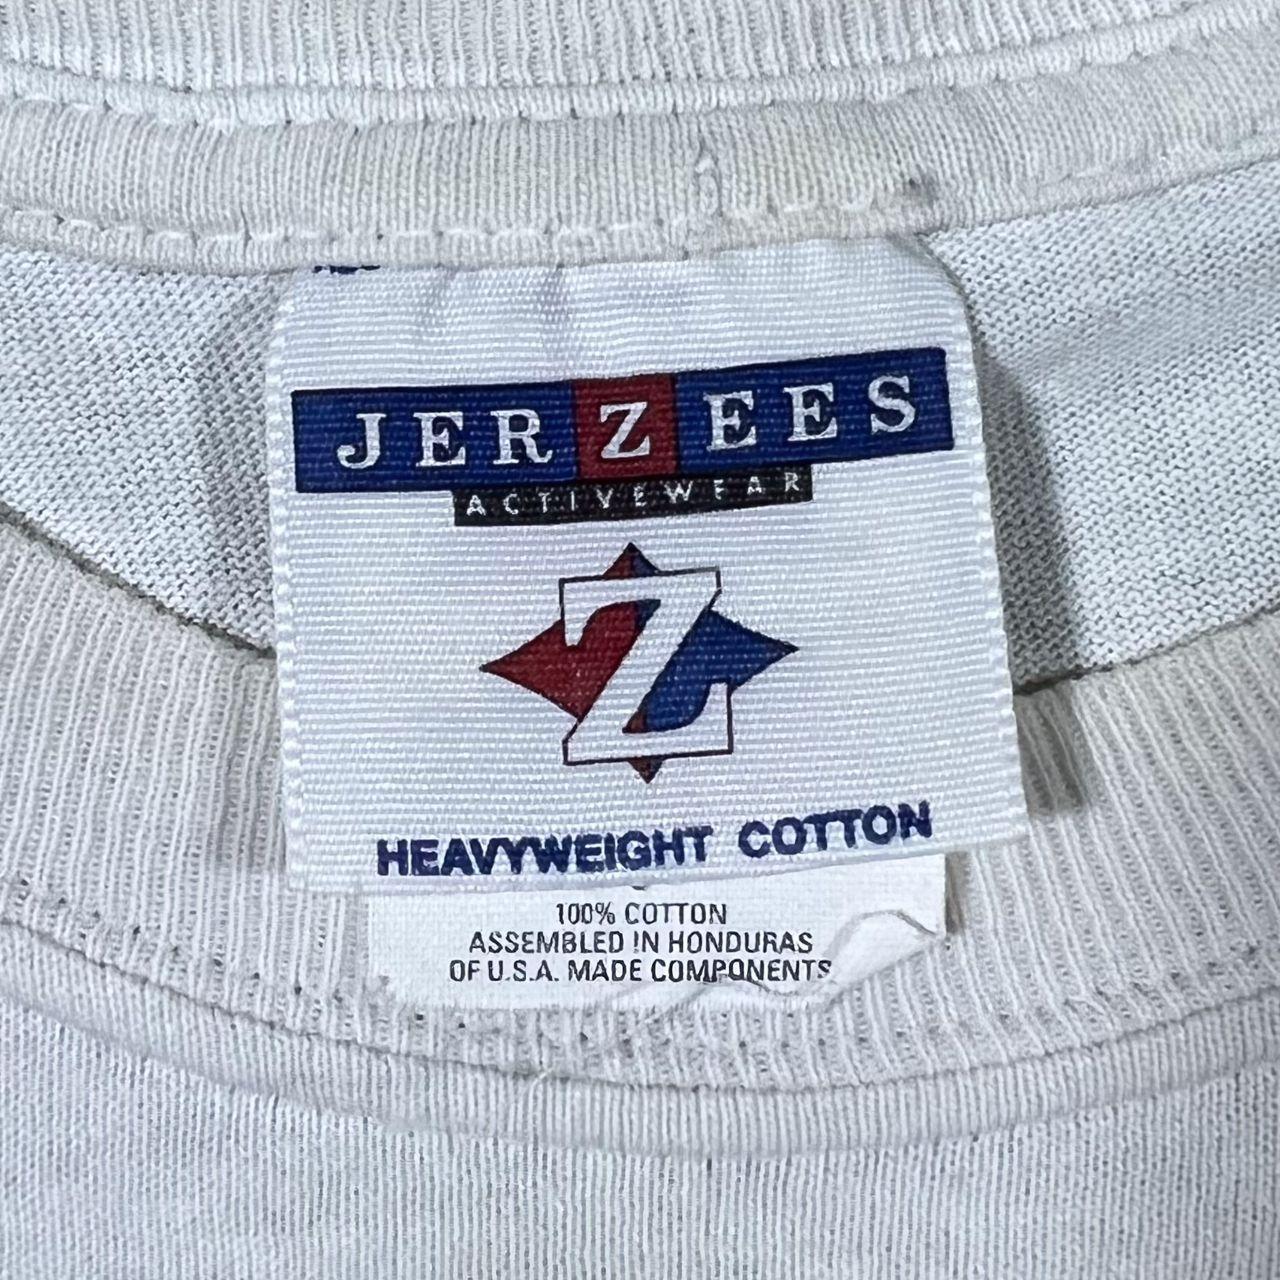 JERZEES
ACTIVEWEAR
Z
HEAVYWEIGHT COTTON
100% COTTON
ASSEMBLED IN HONDURAS
OF U.S.A. MADE COMPONENTS